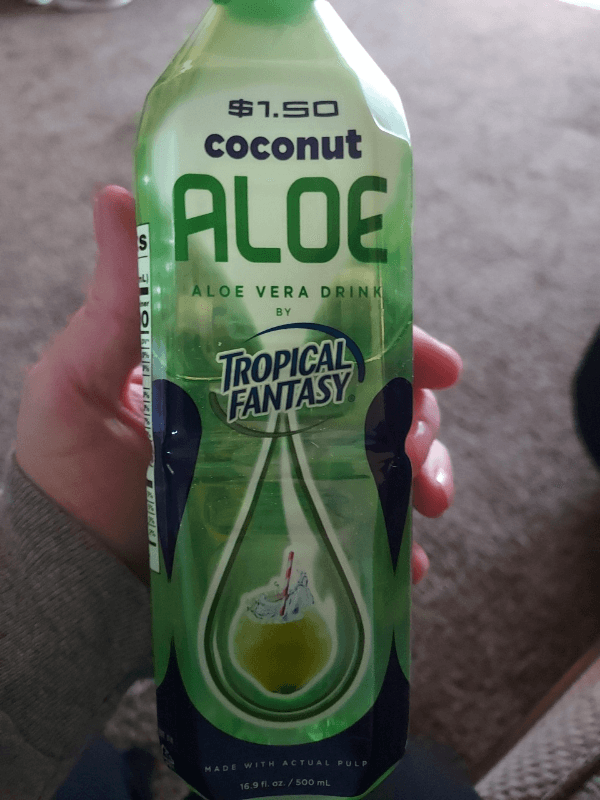 $1.50
coconut
ALOE
ALOE VERA DRINK
BY
TROPICAL
FANTASY
MADE WITH ACTUAL PULP
16.9 fl. oz. / 500 mL